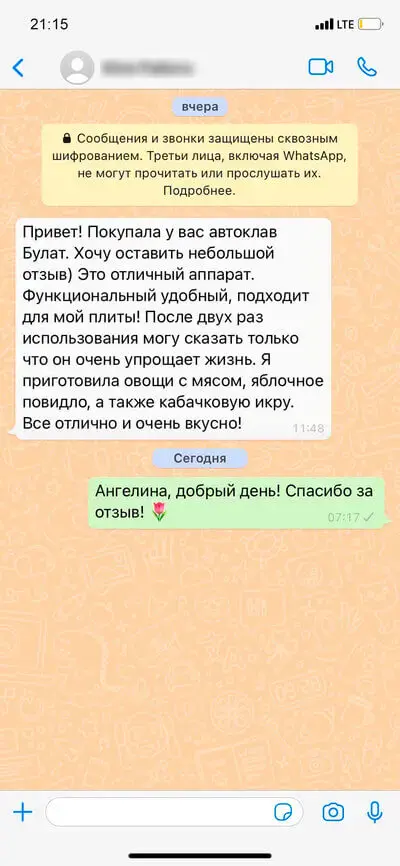 21:15
LTE
вчера
Сообщения и звонки защищены сквозным
шифрованием. Третьи лица, включая WhatsApp,
не могут прочитать или прослушать их.
Подробнее.
Привет! Покупала у вас автоклав
Булат. Хочу оставить небольшой
отзыв) Это отличный аппарат.
Функциональный удобный, подходит
для мой плиты! После двух раз
использования могу сказать только
что он очень упрощает жизнь. Я
приготовила овощи с мясом, яблочное
повидло, а также кабачковую икру.
Все отлично и очень вкусно!
11:48
Сегодня
Ангелина, добрый день! Спасибо за
отзыв! 🌷
07:17